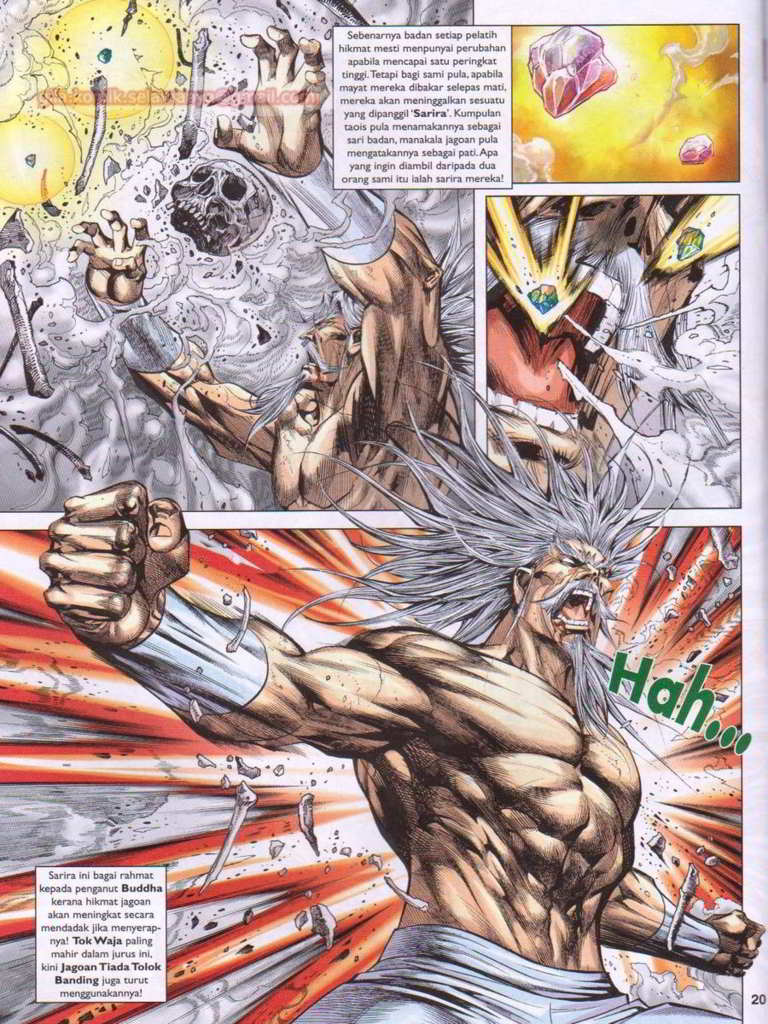 Sebenarnya badan setiap pelatih
hikmat mesti menpunyai perubahan
apabila mencapai satu peringkat
tinggi. Tetapi bagi sami pula, apabila
mayat mereka dibakar selepas mati,
mereka akan meninggalkan sesuatu
yang dipanggil 'Sarira'. Kumpulan
taois pula menamakannya sebagai
sari badan, manakala jagoan pula
mengatakannya sebagai pati. Apa
yang ingin diambil daripada dua
orang sami itu ialah sarira mereka!
Hah...
Sarira ini bagai rahmat
kepada penganut Buddha
kerana hikmat jagoan
akan meningkat secara
mendadak jika menyerap-
nya! Tok Waja paling
mahir dalam jurus ini,
kini Jagoan Tiada Tolok
Banding juga turut
menggunakannya!
20